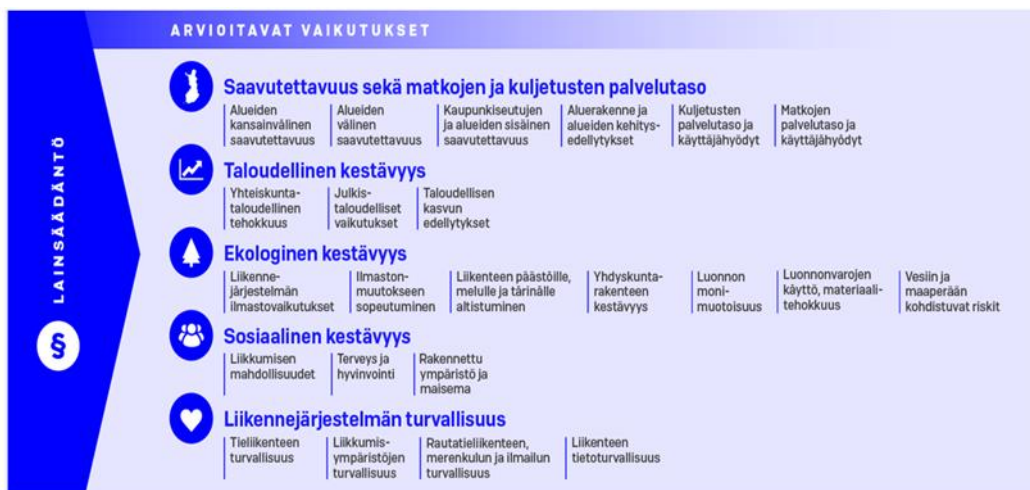 ARVIOITAVAT VAIKUTUKSET
LAINSÄÄDÄNTÖ
§
Saavutettavuus sekä matkojen ja kuljetusten palvelutaso
Alueiden
kansainvälinen
saavutettavuus
Alueiden
välinen
saavutettavuus
Kaupunkiseutujen
ja alueiden sisäinen
saavutettavuus
Aluerakenne ja
alueiden kehitys-
edellytykset
Kuljetusten
palvelutaso ja
käyttäjähyödyt
Matkojen
palvelutaso ja
käyttäjähyödyt
Taloudellinen kestävyys
Yhteiskunta-
taloudellinen
tehokkuus
Julkis-
taloudelliset
vaikutukset
Taloudellisen
kasvun
edellytykset
Ekologinen kestävyys
Liikenne-
järjestelmän
ilmastovaikutukset
Ilmaston-
muutokseen
sopeutuminen
Liikenteen päästöille,
melulle ja tärinälle
altistuminen
Yhdyskunta-
rakenteen
kestävyys
Luonnon
moni-
muotoisuus
Luonnonvarojen
käyttö, materiaali-
tehokkuus
Vesiin ja
maaperään
kohdistuvat riskit
Sosiaalinen kestävyys
Liikkumisen
mahdollisuudet
Terveys ja
hyvinvointi
Rakennettu
ympäristö ja
maisema
Liikennejärjestelmän turvallisuus
Tieliikenteen
turvallisuus
Liikkumis-
ympäristöjen
turvallisuus
Rautatieliikenteen,
merenkulun ja ilmailun
turvallisuus
Liikenteen
tietoturvallisuus